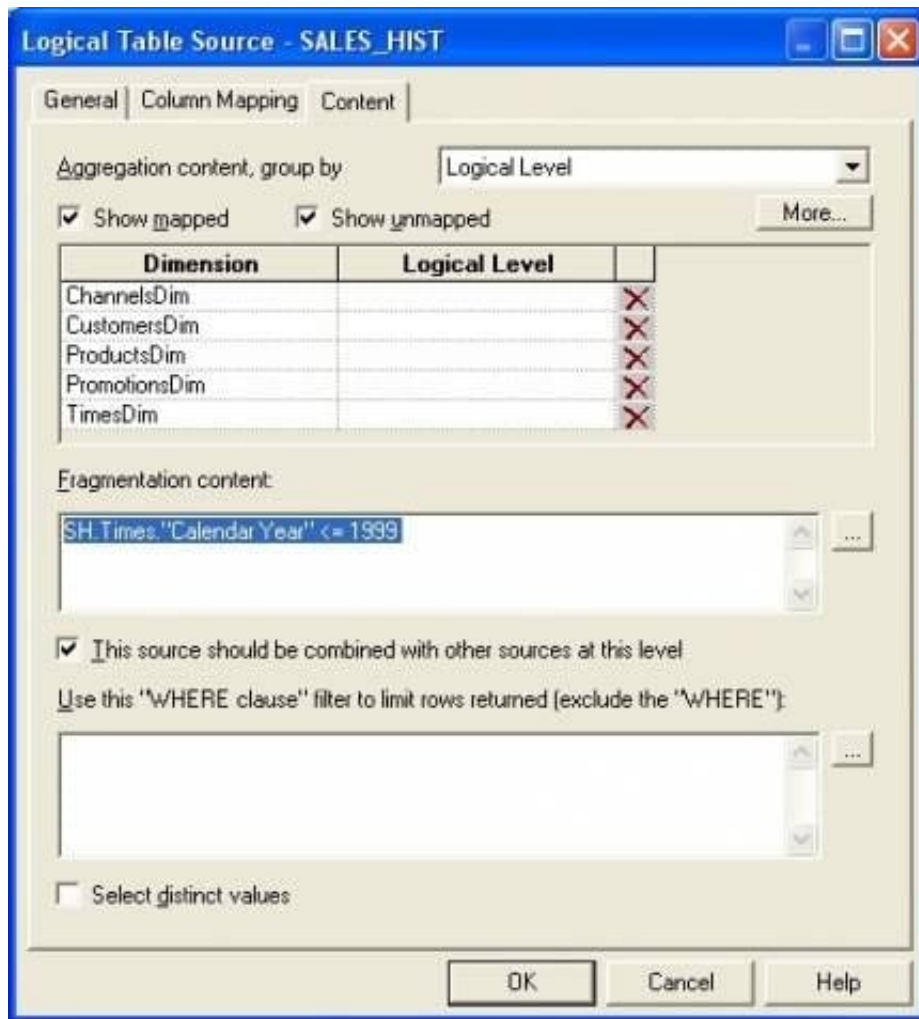 Logical Table Source - SALES_HIST
General Column Mapping Content
Aggregation content, group by Logical Level
Show mapped Show unmapped More...
Dimension Logical Level
ChannelsDim
CustomersDim
ProductsDim
PromotionsDim
TimesDim
Fragmentation content:
SH.Times."Calendar Year" <= 1999
...
This source should be combined with other sources at this level
Use this "WHERE clause" filter to limit rows returned (exclude the "WHERE"):
...
Select distinct values
OK Cancel Help